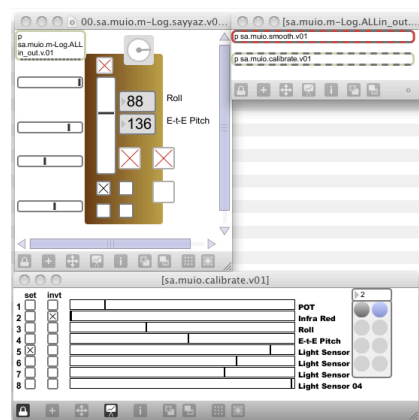 00.sa.muio.m-Log.sayyaz.v0...
p
sa.muio.m-Log.ALL
in_out.v.01
88
Roll
136
E-t-E Pitch
[sa.muio.m-Log.ALLin_out....
p sa.muio.smooth.v01
p sa.muio.calibrate.v01
[sa.muio.calibrate.v01]
set invt
2
1 POT
2 Infra Red
3 Roll
4 E-t-E Pitch
5 Light Sensor
6 Light Sensor
7 Light Sensor
8 Light Sensor 04